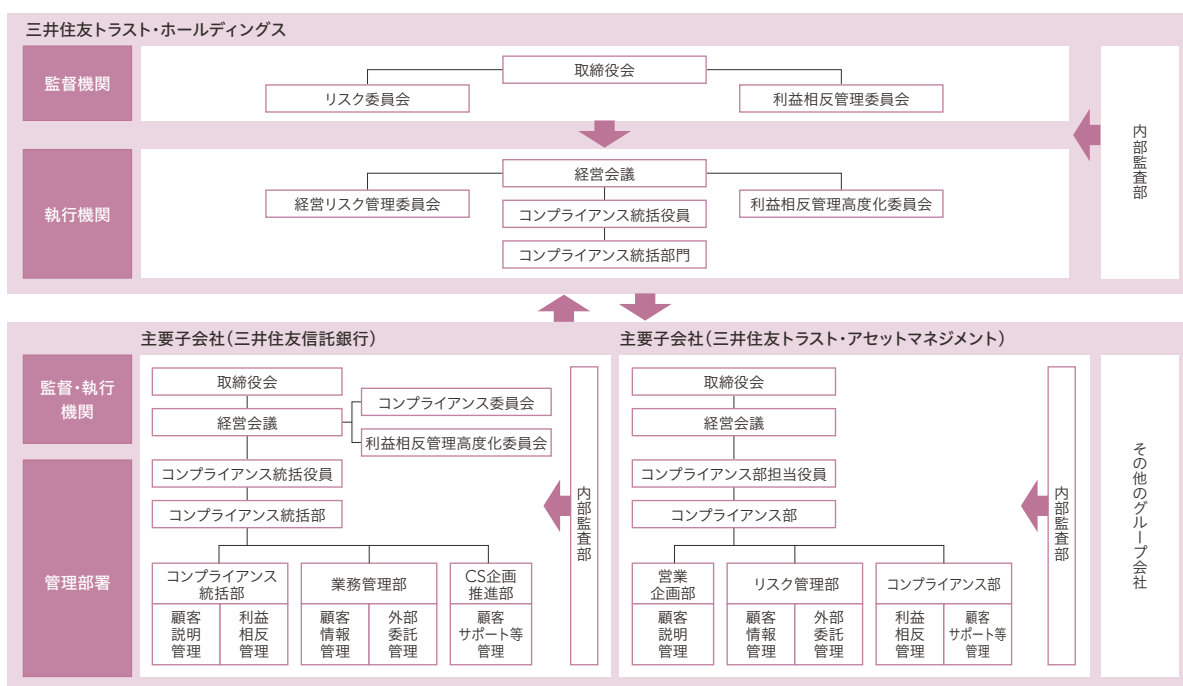 三井住友トラスト・ホールディングス
監督機関
取締役会
リスク委員会
利益相反管理委員会
執行機関
経営会議
経営リスク管理委員会
コンプライアンス統括役員
利益相反管理高度化委員会
コンプライアンス統括部門
内部監査部
主要子会社(三井住友信託銀行)
監督・執行
機関
取締役会
経営会議
コンプライアンス委員会
利益相反管理高度化委員会
管理部署
コンプライアンス統括役員
コンプライアンス統括部
コンプライアンス
統括部
顧客
説明
管理
利益
相反
管理
業務管理部
顧客
情報
管理
外部
委託
管理
CS企画
推進部
顧客
サポート等
管理
内部監査部
主要子会社(三井住友トラスト・アセットマネジメント)
取締役会
経営会議
コンプライアンス部担当役員
コンプライアンス部
営業
企画部
顧客
説明
管理
リスク管理部
顧客
情報
管理
外部
委託
管理
コンプライアンス部
利益
相反
管理
顧客
サポート等
管理
内部監査部
その他のグループ会社